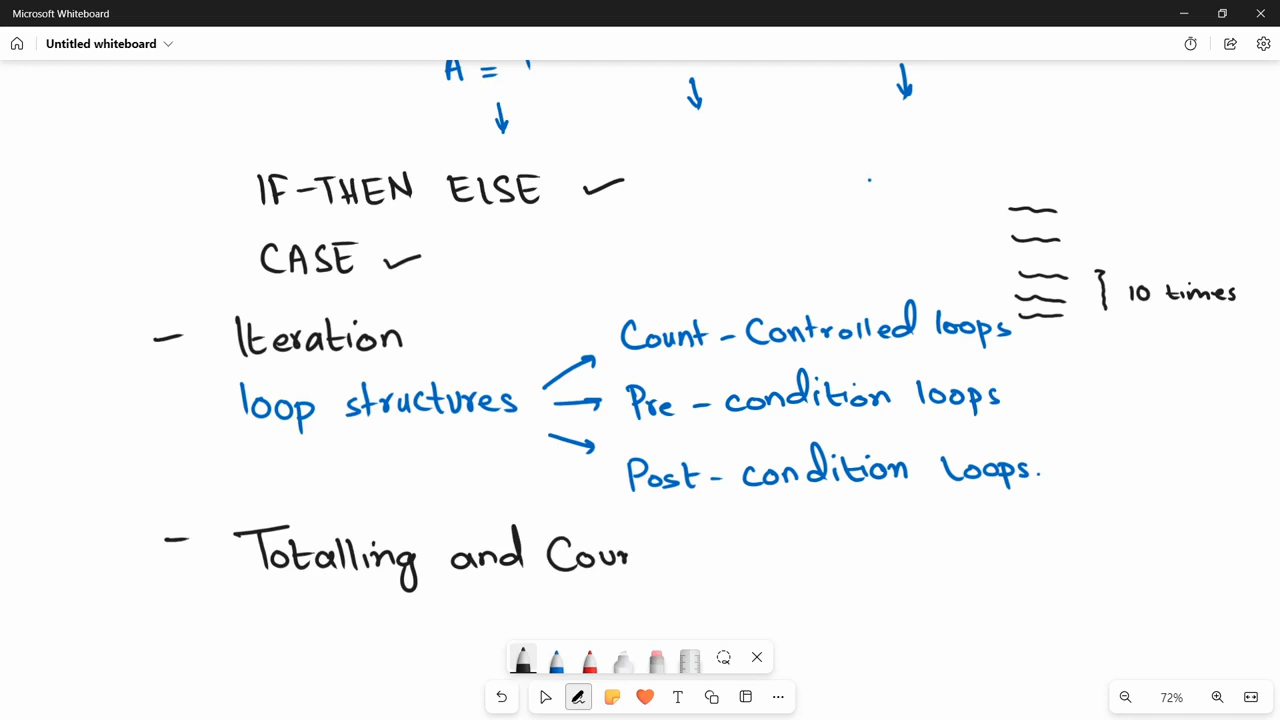 Microsoft Whiteboard
Untitled whiteboard
A =
IF-THEN ELSE
CASE
10 times
- Iteration
Count - Controlled loops
loop structures
Pre - condition loops
Post - condition loops.
- Totalling and Coun
72%